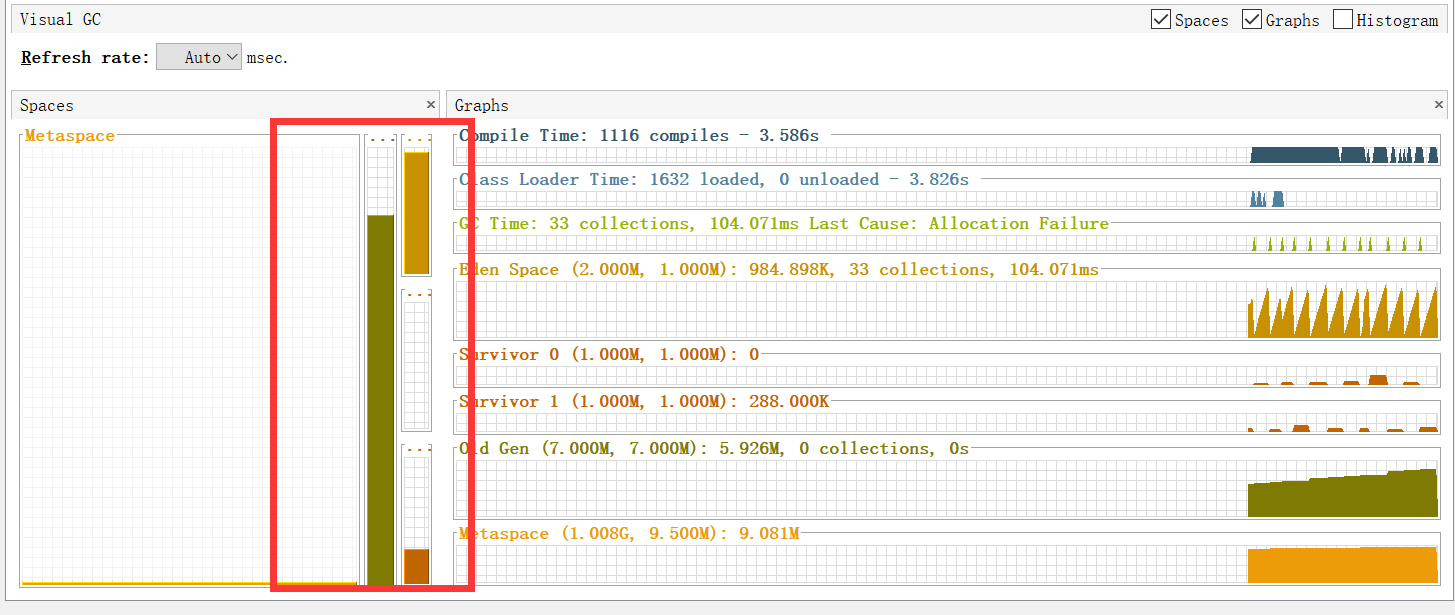 Visual GC
Spaces Graphs Histogram
Refresh rate: Auto msec.
Spaces
Graphs
Metaspace
...
...
...
...
Compile Time: 1116 compiles - 3.586s
Class Loader Time: 1632 loaded, 0 unloaded - 3.826s
GC Time: 33 collections, 104.071ms Last Cause: Allocation Failure
Eden Space (2.000M, 1.000M): 984.898K, 33 collections, 104.071ms
Survivor 0 (1.000M, 1.000M): 0
Survivor 1 (1.000M, 1.000M): 288.000K
Old Gen (7.000M, 7.000M): 5.926M, 0 collections, 0s
Metaspace (1.008G, 9.500M): 9.081M